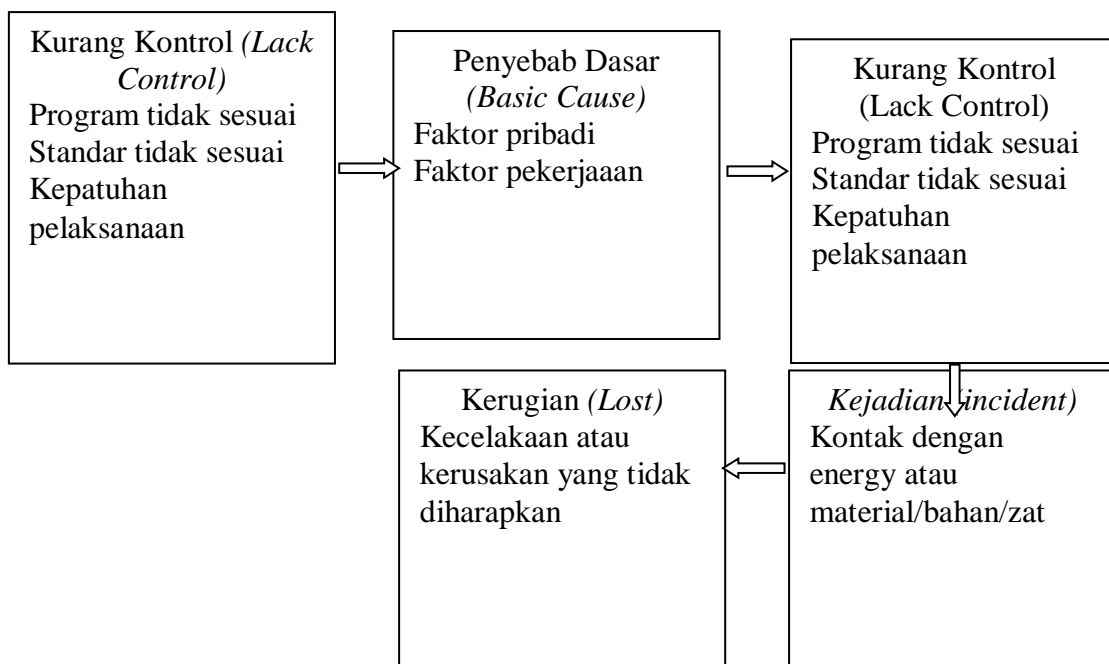 Kurang Kontrol (Lack
Control)
Program tidak sesuai
Standar tidak sesuai
Kepatuhan
pelaksanaan
Penyebab Dasar
(Basic Cause)
Faktor pribadi
Faktor pekerjaaan
Kurang Kontrol
(Lack Control)
Program tidak sesuai
Standar tidak sesuai
Kepatuhan
pelaksanaan
Kejadian (incident)
Kontak dengan
energy atau
material/bahan/zat
Kerugian (Lost)
Kecelakaan atau
kerusakan yang tidak
diharapkan